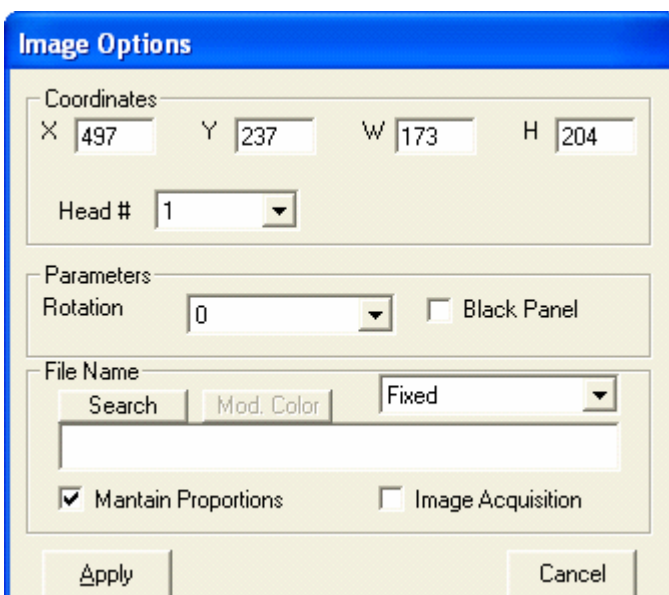 Image Options
Coordinates
X 497 Y 237 W 173 H 204
Head # 1
Parameters
Rotation 0 Black Panel
File Name
Search Mod. Color Fixed
Mantain Proportions Image Acquisition
Apply Cancel